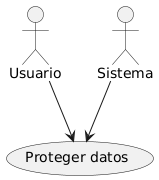 Usuario
Sistema
Proteger datos